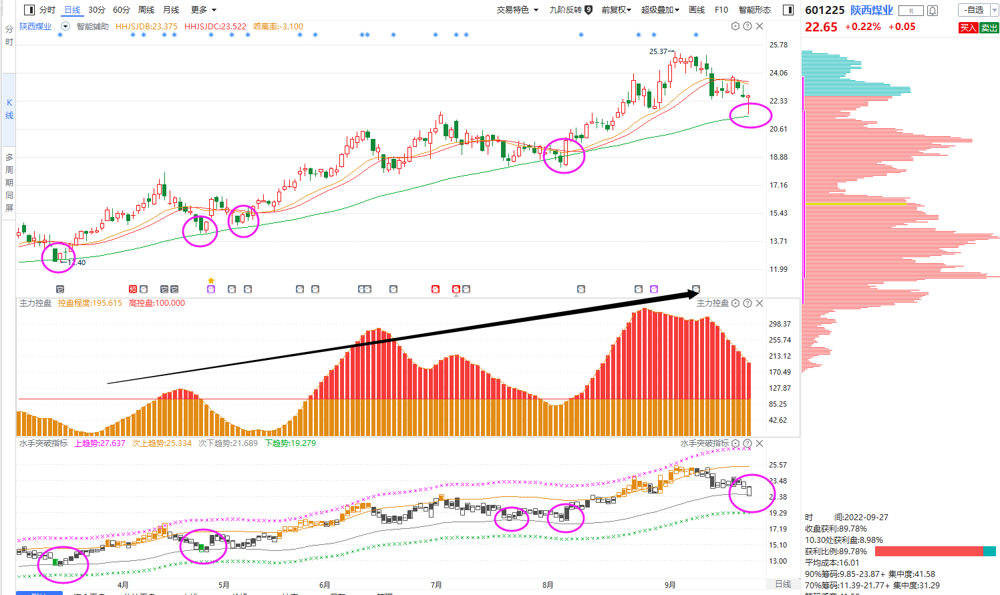 分时 日线 30分 60分 周线 月线 更多
交易特色 九阶反转 9 前复权 超级叠加 画线 F10 智能形态
601225 陕西煤业 R -自选
22.65 +0.22% +0.05 买入 卖出
分时
K线
多周期同屏
陕西煤业 智能辅助 HHJSJDB:23.375 HHJSJDC:23.522 乖离率:-3.100
25.78
24.06
22.33
20.61
18.88
17.16
15.43
13.71
11.99
25.37
12.40
主力控盘 控盘程度:195.615 高控盘:100.000
主力控盘
298.37
255.74
213.12
170.49
127.87
85.25
42.62
水手突破指标 上趋势:27.637 次上趋势:25.334 次下趋势:21.689 下趋势:19.279
水手突破指标
25.57
23.48
21.38
19.29
17.19
15.10
13.00
4月 5月 6月 7月 8月 9月 日线
时 间:2022-09-27
收盘获利:89.78%
10.30处获利盘:8.98%
获利比例:89.78%
平均成本:16.01
90%筹码:9.85-23.87+ 集中度:41.58
70%筹码:11.39-21.77+ 集中度:31.29